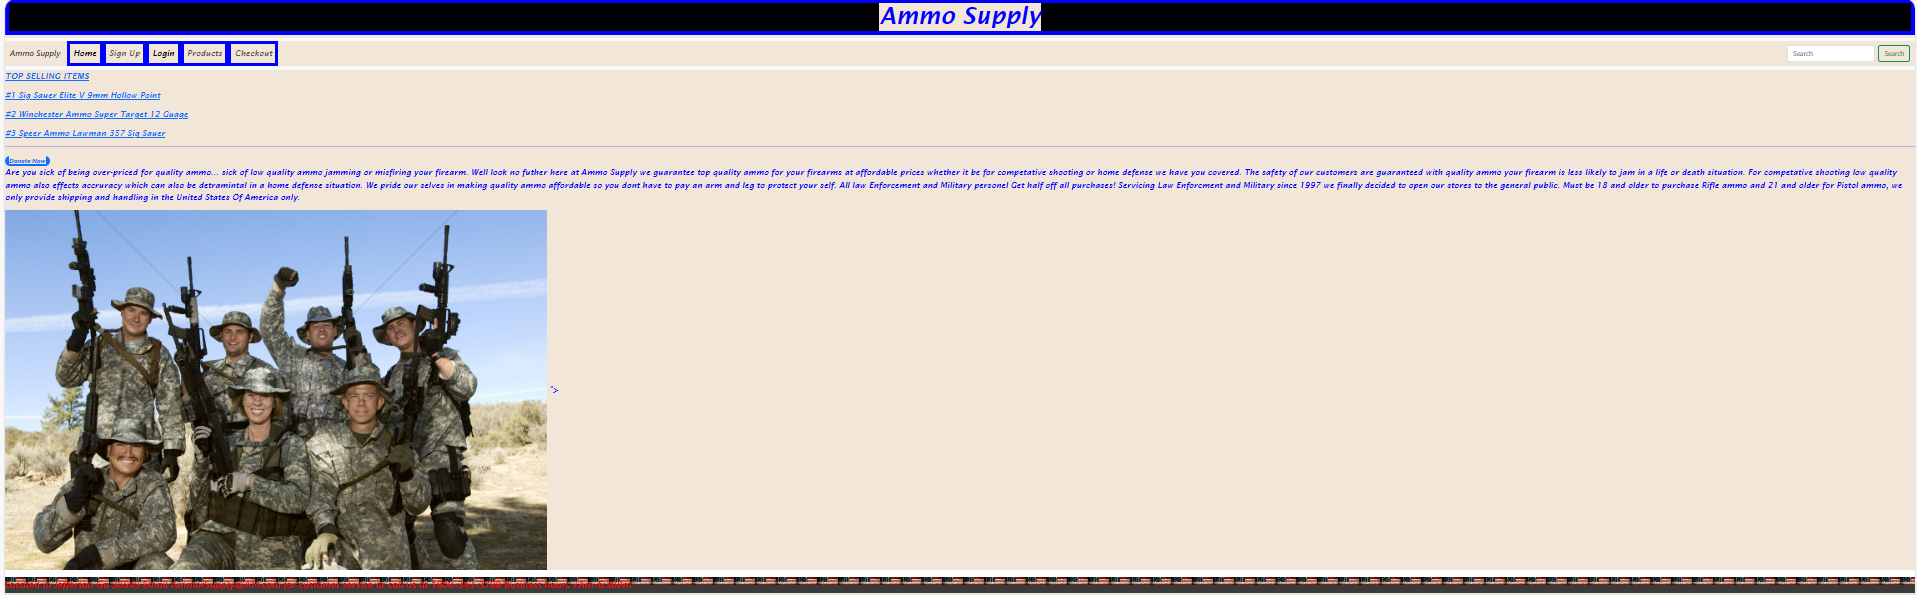 Ammo Supply
Ammo Supply Home Sign Up Login Products Checkout Search Search
TOP SELLING ITEMS
#1 Sig Sauer Elite V 9mm Hollow Point
#2 Winchester Ammo Super Target 12 Guage
#3 Speer Ammo Lawman 357 Sig Sauer
Donate Now
Are you sick of being over-priced for quality ammo... sick of low quality ammo jamming or misfiring your firearm. Well look no futher here at Ammo Supply we guarantee top quality ammo for your firearms at affordable prices whether it be for competative shooting or home defense we have you covered. The safety of our customers are guaranteed with quality ammo your firearm is less likely to jam in a life or death situation. For competative shooting low quality
ammo also effects accruracy which can also be detramintal in a home defense situation. We pride our selves in making quality ammo affordable so you dont have to pay an arm and leg to protect your self. All law Enforcement and Military personel Get half off all purchases! Servicing Law Enforcment and Military since 1997 we finally decided to open our stores to the general public. Must be 18 and older to purchase Rifle ammo and 21 and older for Pistol ammo, we
only provide shipping and handling in the United States Of America only.
">